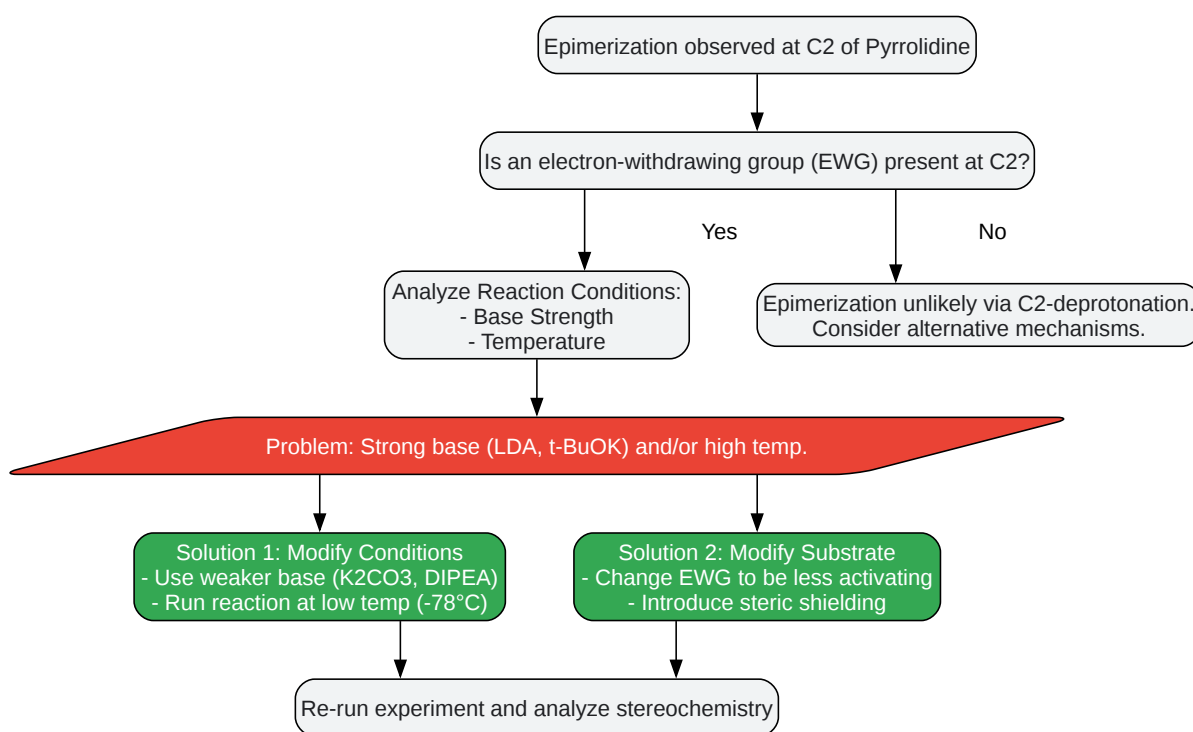 Epimerization observed at C2 of Pyrrolidine
Is an electron-withdrawing group (EWG) present at C2?
Yes
No
Analyze Reaction Conditions:
- Base Strength
- Temperature
Epimerization unlikely via C2-deprotonation.
Consider alternative mechanisms.
Problem: Strong base (LDA, t-BuOK) and/or high temp.
Solution 1: Modify Conditions
- Use weaker base (K2CO3, DIPEA)
- Run reaction at low temp (-78°C)
Solution 2: Modify Substrate
- Change EWG to be less activating
- Introduce steric shielding
Re-run experiment and analyze stereochemistry